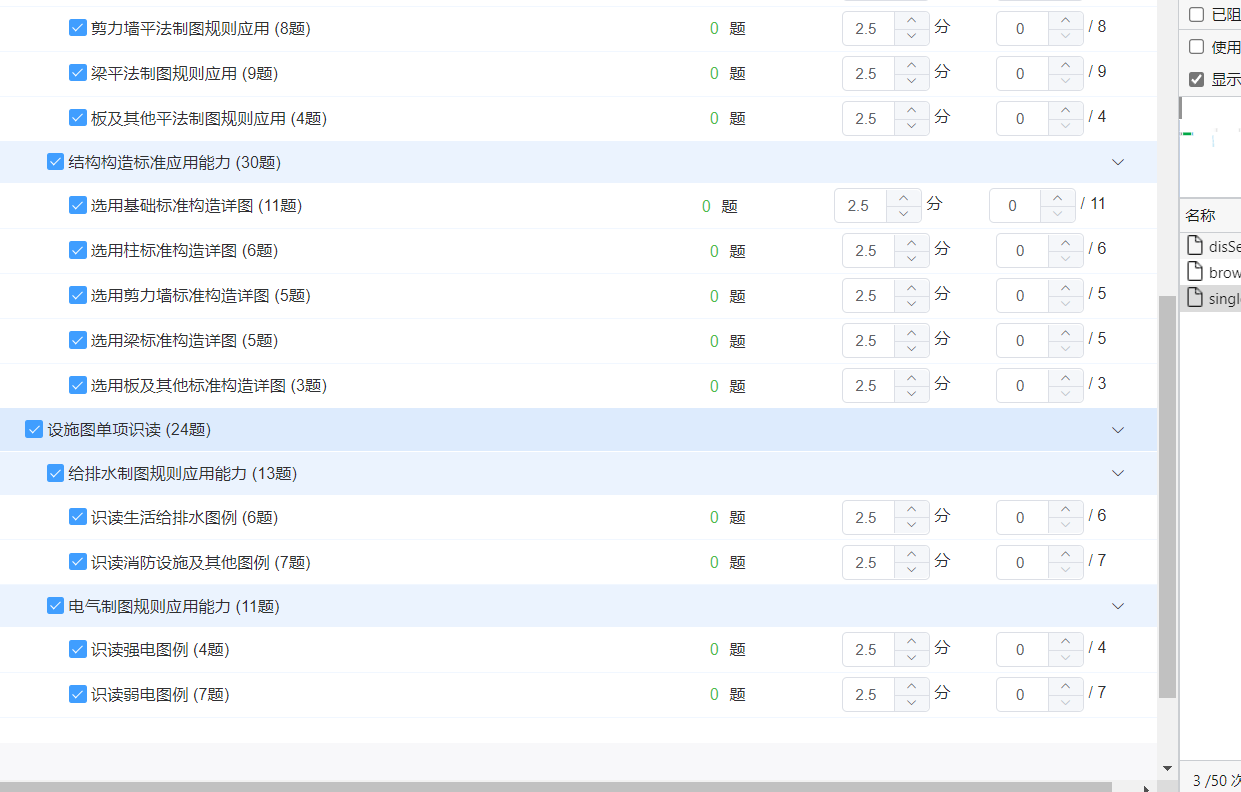 剪力墙平法制图规则应用 (8题) 0 题 2.5 分 0 / 8
梁平法制图规则应用 (9题) 0 题 2.5 分 0 / 9
板及其他平法制图规则应用 (4题) 0 题 2.5 分 0 / 4
结构构造标准应用能力 (30题)
选用基础标准构造详图 (11题) 0 题 2.5 分 0 / 11
选用柱标准构造详图 (6题) 0 题 2.5 分 0 / 6
选用剪力墙标准构造详图 (5题) 0 题 2.5 分 0 / 5
选用梁标准构造详图 (5题) 0 题 2.5 分 0 / 5
选用板及其他标准构造详图 (3题) 0 题 2.5 分 0 / 3
设施图单项识读 (24题)
给排水制图规则应用能力 (13题)
识读生活给排水图例 (6题) 0 题 2.5 分 0 / 6
识读消防设施及其他图例 (7题) 0 题 2.5 分 0 / 7
电气制图规则应用能力 (11题)
识读强电图例 (4题) 0 题 2.5 分 0 / 4
识读弱电图例 (7题) 0 题 2.5 分 0 / 7
已阻
使用
显示
名称
disSe
brow
singl
3 /50 次